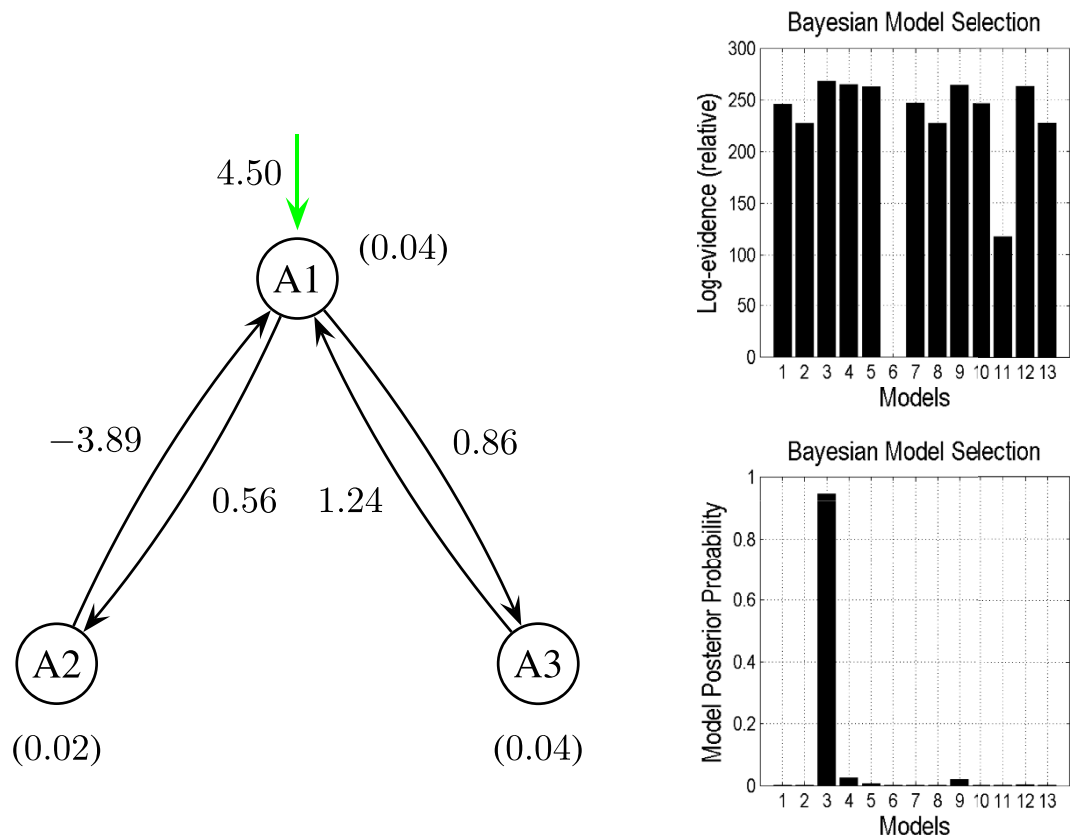 4.50
(0.04)
A1
−3.89
0.86
0.56
1.24
A2
A3
(0.02)
(0.04)
Bayesian Model Selection
Log-evidence (relative)
300
250
200
150
100
50
0
1 2 3 4 5 6 7 8 9 10 11 12 13
Models
Bayesian Model Selection
Model Posterior Probability
1
0.8
0.6
0.4
0.2
0
1 2 3 4 5 6 7 8 9 10 11 12 13
Models